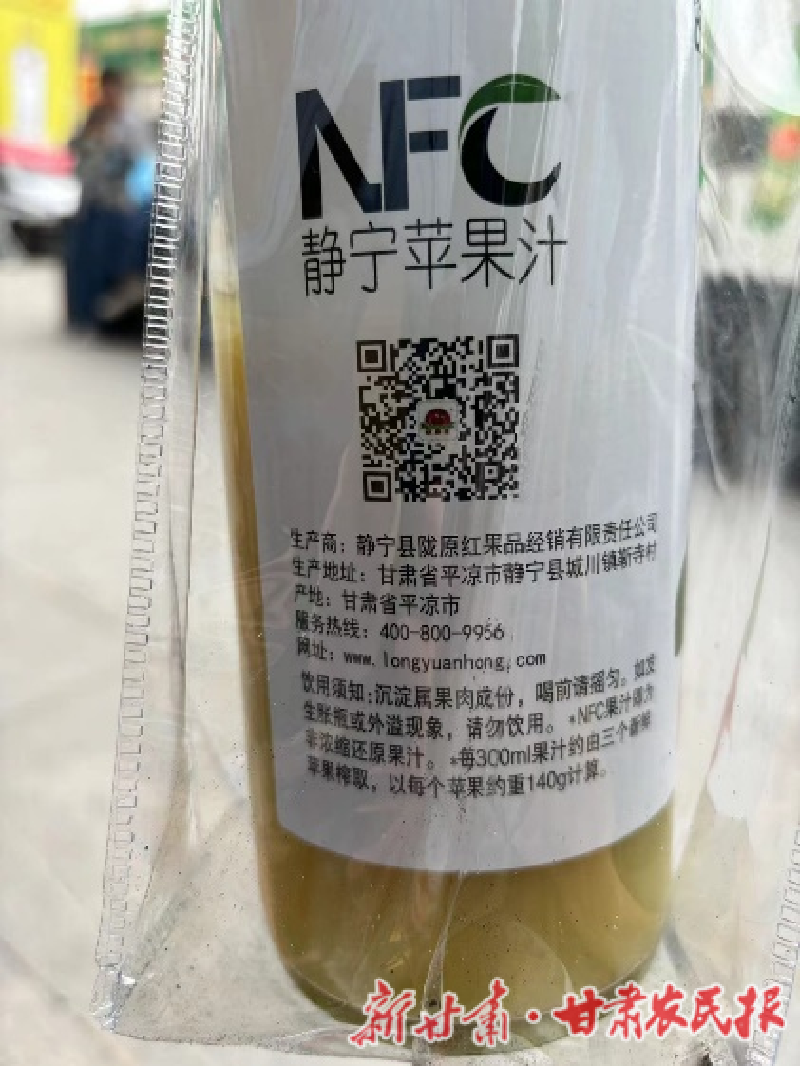 NFC
静宁苹果汁
生产商：静宁县陇原红果品经销有限责任公司
生产地址：甘肃省平凉市静宁县城川镇靳寺村
产地：甘肃省平凉市
服务热线：400-800-9956
网址：www.longyuanhong.com
饮用须知：沉淀属果肉成份，喝前请摇匀。如发
生胀瓶或外溢现象，请勿饮用。*NFC果汁译为
非浓缩还原果汁。*每300ml果汁约由三个新鲜
苹果榨取，以每个苹果约重140g计算。
新甘肃·甘肃农民报